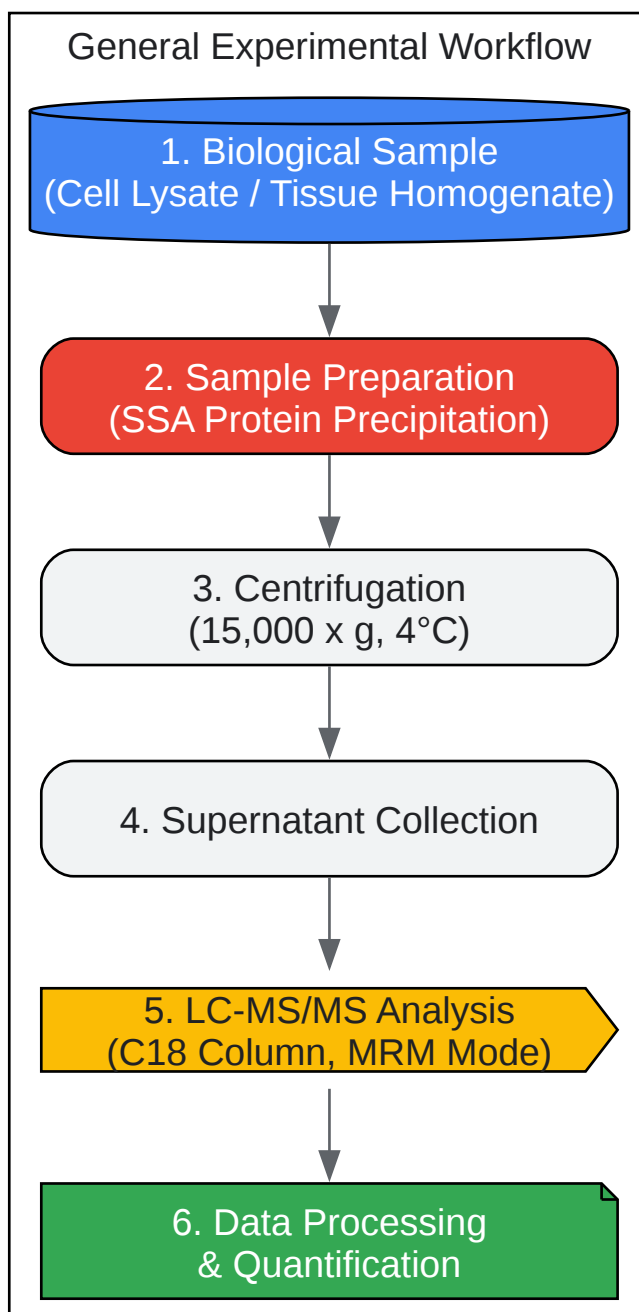 General Experimental Workflow
1. Biological Sample
(Cell Lysate / Tissue Homogenate)
2. Sample Preparation
(SSA Protein Precipitation)
3. Centrifugation
(15,000 x g, 4°C)
4. Supernatant Collection
5. LC-MS/MS Analysis
(C18 Column, MRM Mode)
6. Data Processing
& Quantification